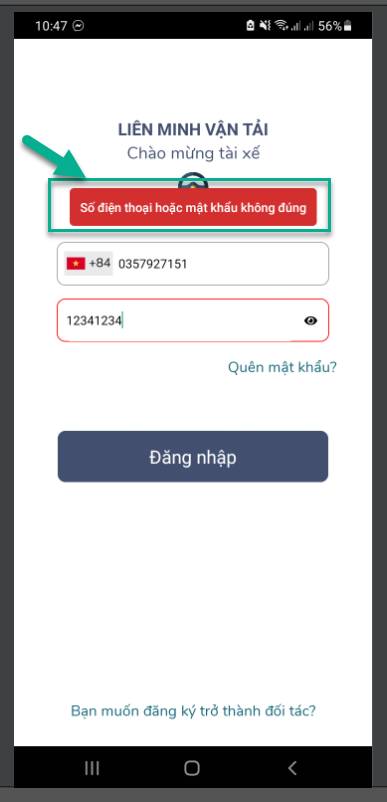 10:47
56%
LIÊN MINH VẬN TẢI
Chào mừng tài xế
Số điện thoại hoặc mật khẩu không đúng
+84 0357927151
12341234
Quên mật khẩu?
Đăng nhập
Bạn muốn đăng ký trở thành đối tác?